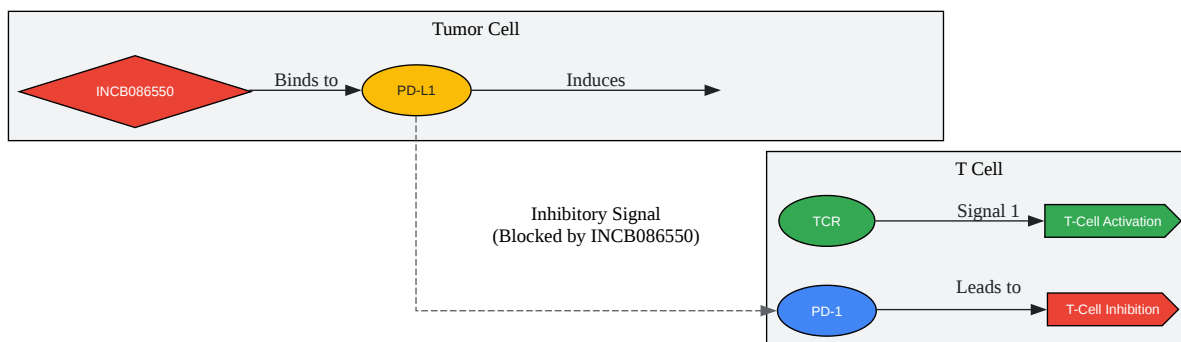 Tumor Cell
INCB086550
Binds to
PD-L1
Induces
T Cell
TCR
Signal 1
T-Cell Activation
Inhibitory Signal
(Blocked by INCB086550)
PD-1
Leads to
T-Cell Inhibition